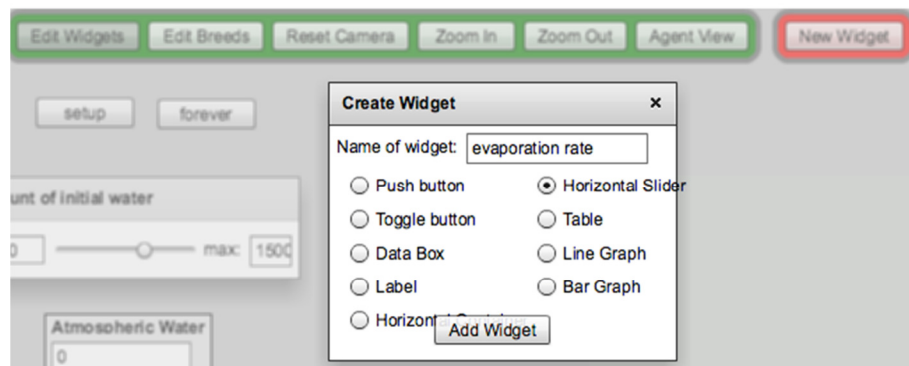 Edit Widgets Edit Breeds Reset Camera Zoom In Zoom Out Agent View New Widget
setup forever
Create Widget x
Name of widget: evaporation rate
Push button Horizontal Slider
unt of initial water
Toggle button Table
0 max: 1500
Data Box Line Graph
Label Bar Graph
Atmospheric Water
Add Widget
0